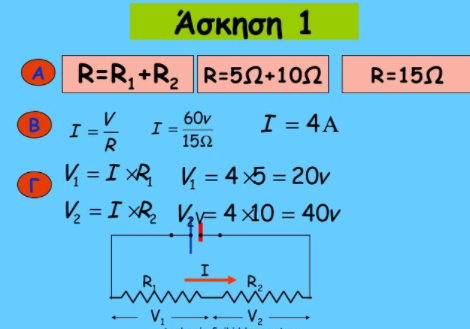 Άσκηση 1
Α R=R₁+R₂ R=5Ω+10Ω R=15Ω
Β I = V/R I = 60v/15Ω I = 4A
Γ V₁ = I ×R₁ V₁ = 4 ×5 = 20v
V₂ = I ×R₂ V₂ = 4 ×10 = 40v
V
I
R₁ R₂
V₁ V₂